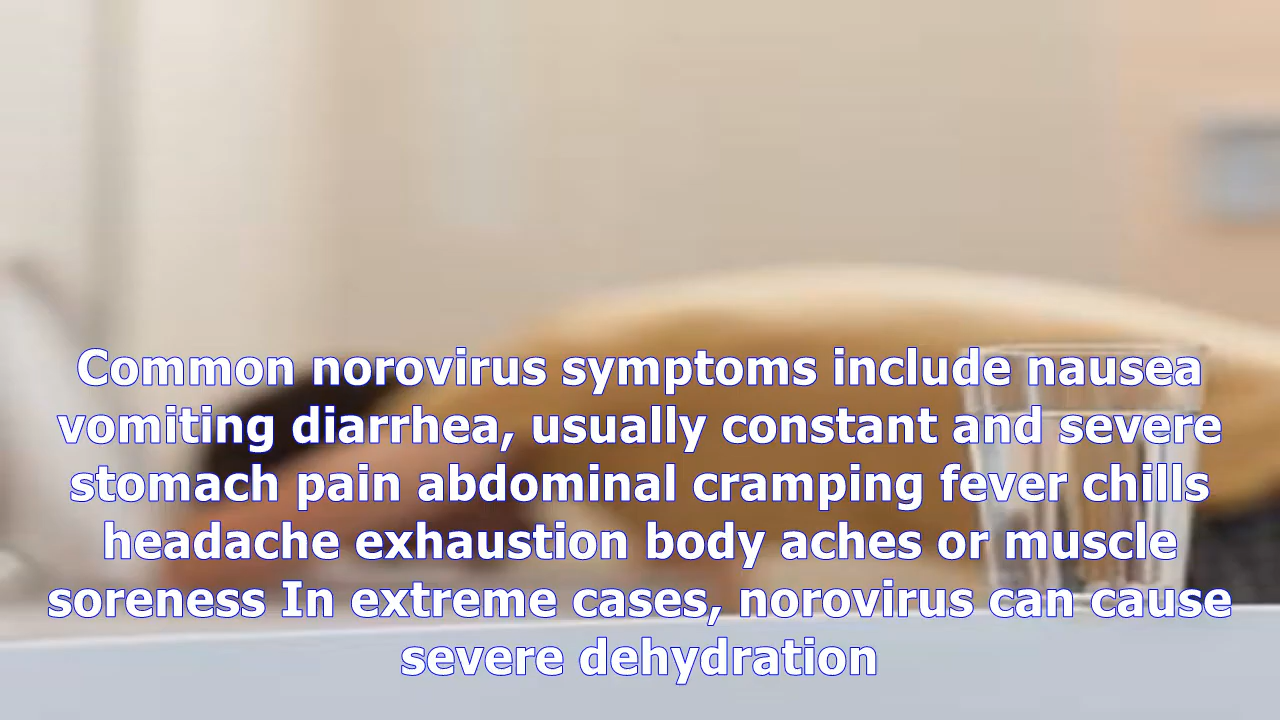 Common norovirus symptoms include nausea
vomiting diarrhea, usually constant and severe
stomach pain abdominal cramping fever chills
headache exhaustion body aches or muscle
soreness In extreme cases, norovirus can cause
severe dehydration